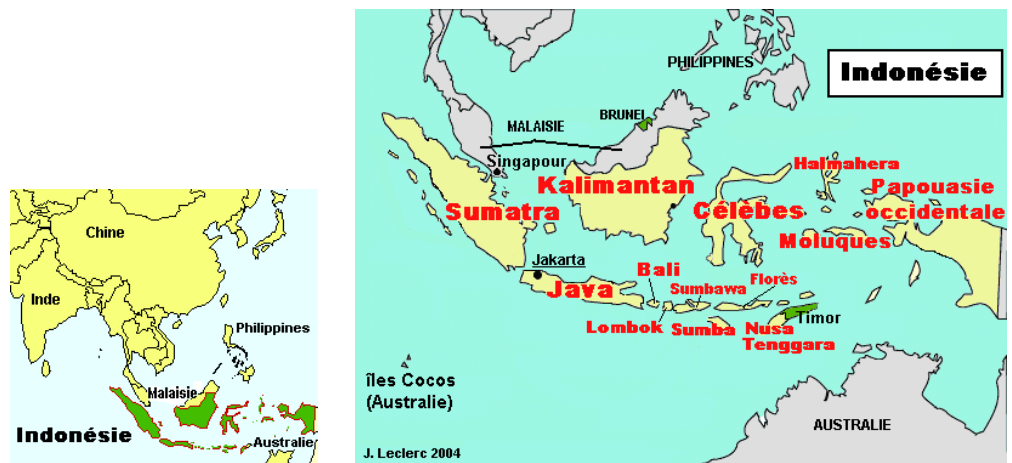 Chine
Inde
Philippines
Malaisie
Indonésie
Australie
Indonésie
PHILIPPINES
BRUNEI
MALAISIE
Singapour
Halmahera
Kalimantan
Papouasie
occidentale
Sumatra
Célèbes
Moluques
Jakarta
Bali
Florès
Sumbawa
Java
Lombok
Sumba
Nusa
Tenggara
Timor
îles Cocos
(Australie)
AUSTRALIE
J. Leclerc 2004